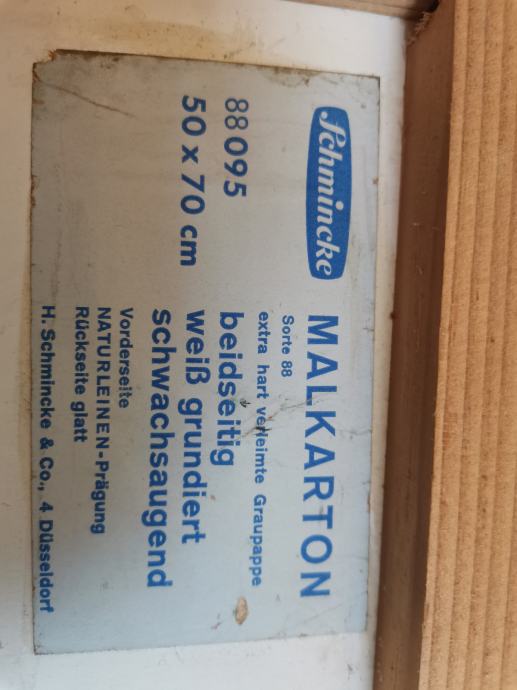 Schmincke
MALKARTON
Sorte 88
extra hart verleimte Graupappe
88095
beidseitig
50 x 70 cm
weiß grundiert
schwachsaugend
Vorderseite
NATURLEINEN-Prägung
Rückseite glatt
H. Schmincke & Co., 4 Düsseldorf